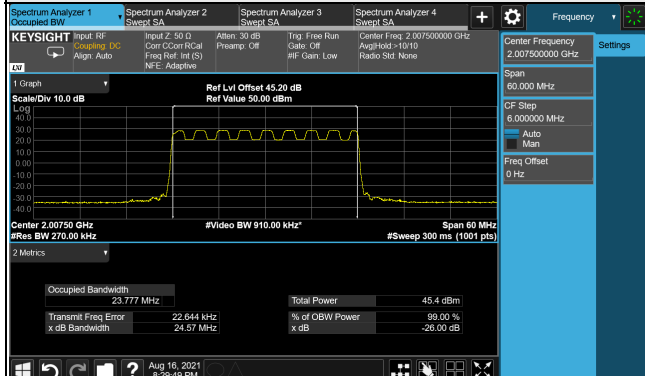 Spectrum Analyzer 1
Occupied BW
Spectrum Analyzer 2
Swept SA
Spectrum Analyzer 3
Swept SA
Spectrum Analyzer 4
Swept SA
Frequency
KEYSIGHT
Input: RF
Coupling: DC
Align: Auto
Input Z: 50 Ω
Corr CCorr RCal
Freq Ref: Int (S)
NFE: Adaptive
Atten: 30 dB
Preamp: Off
Trig: Free Run
Gate: Off
#IF Gain: Low
Center Freq: 2.007500000 GHz
Avg|Hold:>10/10
Radio Std: None
LXI
Center Frequency
2.007500000 GHz
Settings
Span
60.000 MHz
CF Step
6.000000 MHz
Auto
Man
Freq Offset
0 Hz
1 Graph
Scale/Div 10.0 dB
Ref Lvl Offset 45.20 dB
Ref Value 50.00 dBm
Log
40.0
30.0
20.0
10.0
0.00
-10.0
-20.0
-30.0
-40.0
Center 2.00750 GHz
#Res BW 270.00 kHz
#Video BW 910.00 kHz*
Span 60 MHz
#Sweep 300 ms (1001 pts)
2 Metrics
Occupied Bandwidth
23.777 MHz
Total Power 45.4 dBm
Transmit Freq Error 22.644 kHz
% of OBW Power 99.00 %
x dB Bandwidth 24.57 MHz
x dB -26.00 dB
?
Aug 16, 2021
8:29:49 PM